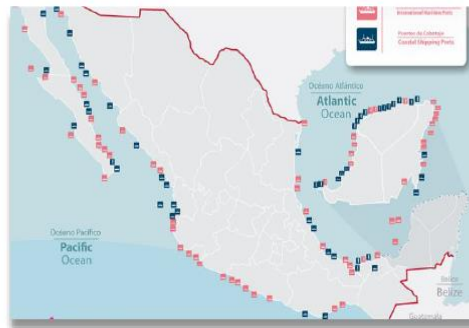 International Maritime Ports
Puertos de Cabotaje
Coastal Shipping Ports
Océano Atlántico
Atlantic
Ocean
Océano Pacífico
Pacific
Ocean
Belice
Belize
Guatemala